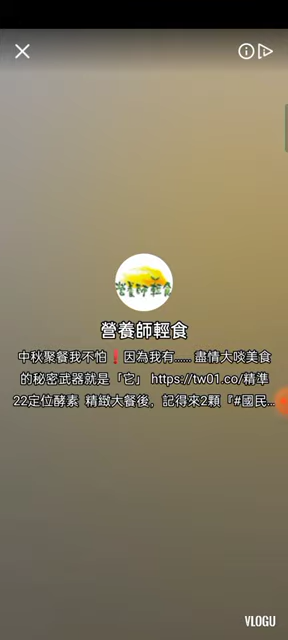 營養師輕食
營養師輕食
中秋聚餐我不怕❗因為我有...... 盡情大啖美食
的秘密武器就是「它」 https://tw01.co/精準
22定位酵素 精緻大餐後，記得來2顆『#國民...
VLOGU